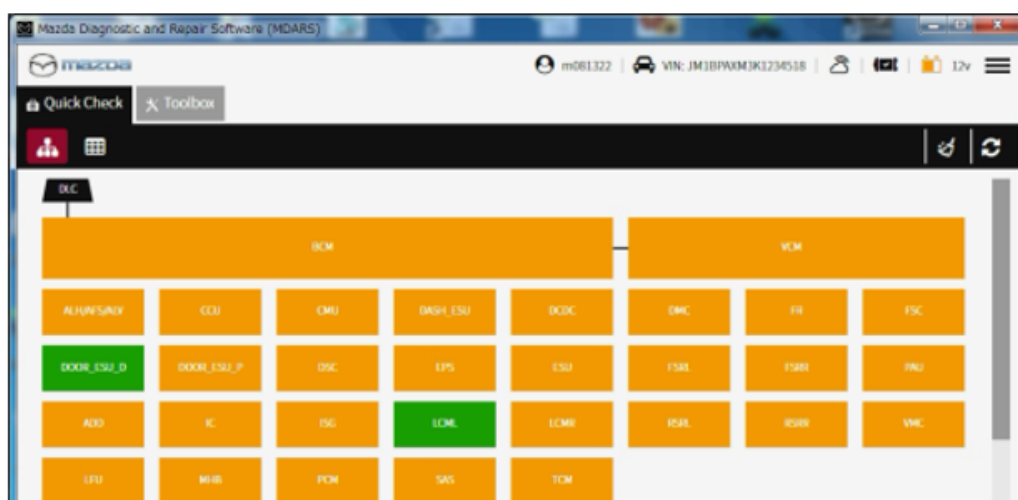 Mazda Diagnostic and Repair Software (MDARS)
mazda
m081322
VIN: JM1BPAXM3K1234518
12v
Quick Check
Toolbox
DLC
BCM
VCM
ALH/AFS/ALV
CCU
CMU
DASH_ESU
DCDC
DMC
FR
FSC
DOOR_ESU_D
DOOR_ESU_P
DSC
EPS
ESU
FSRL
FSRR
PAU
ADD
IC
ISG
LCML
LCMR
RSRL
RSRR
VMC
LFU
MHB
PCM
SAS
TCM